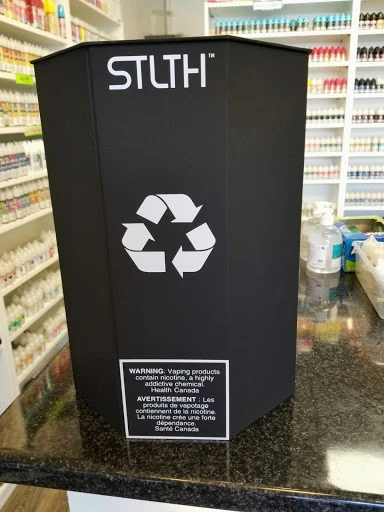 STLTH™
WARNING: Vaping products
contain nicotine, a highly
addictive chemical.
Health Canada
AVERTISSEMENT : Les
produits de vapotage
contiennent de la nicotine.
La nicotine crée une forte
dépendance.
Santé Canada